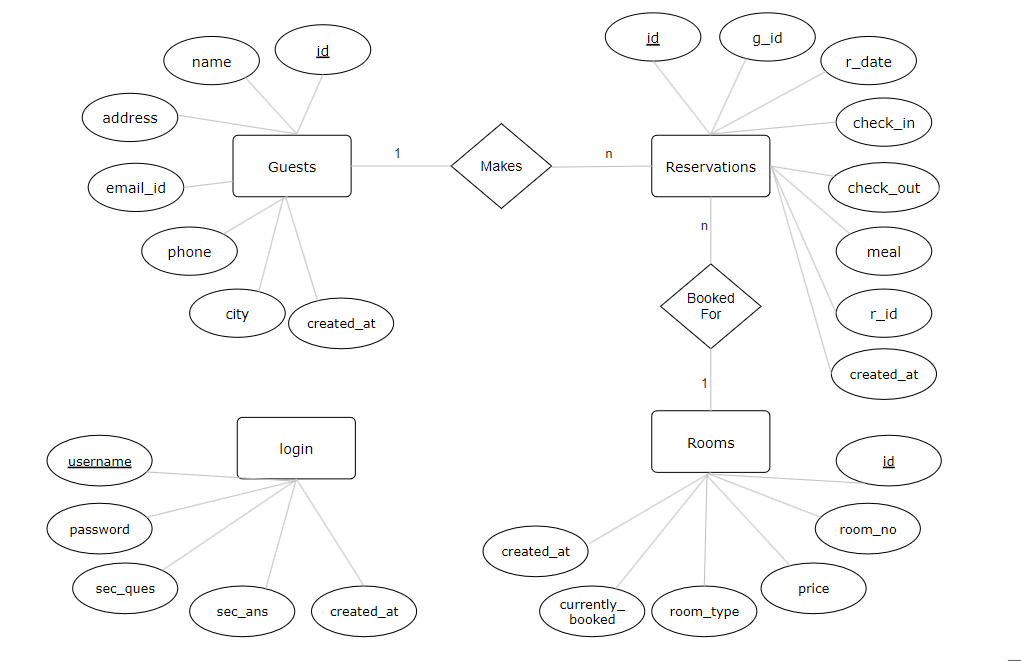 id
name
address
Guests
email_id
phone
city
created_at
1
Makes
n
id
g_id
r_date
check_in
Reservations
check_out
meal
r_id
created_at
n
Booked
For
1
login
username
password
sec_ques
sec_ans
created_at
Rooms
id
room_no
price
room_type
currently_
booked
created_at